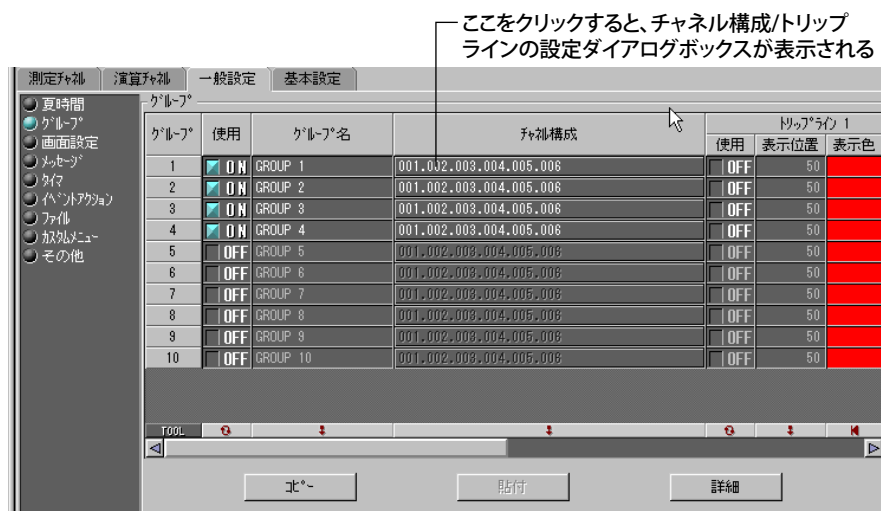 ここをクリックすると、チャネル構成/トリップ
ラインの設定ダイアログボックスが表示される
測定ﾁｬﾈﾙ 演算ﾁｬﾈﾙ 一般設定 基本設定
夏時間
ｸﾞﾙｰﾌﾟ
画面設定
ﾒｯｾｰｼﾞ
ﾀｲﾏ
ｲﾍﾞﾝﾄｱｸｼｮﾝ
ﾌｧｲﾙ
ｶｽﾀﾑﾒﾆｭｰ
その他
ｸﾞﾙｰﾌﾟ
ｸﾞﾙｰﾌﾟ 使用 ｸﾞﾙｰﾌﾟ名 ﾁｬﾈﾙ構成 ﾄﾘｯﾌﾟﾗｲﾝ 1
使用 表示位置 表示色
1 ON GROUP 1 001.002.003.004.005.006 OFF 50
2 ON GROUP 2 001.002.003.004.005.006 OFF 50
3 ON GROUP 3 001.002.003.004.005.006 OFF 50
4 ON GROUP 4 001.002.003.004.005.006 OFF 50
5 OFF GROUP 5 001.002.003.004.005.006 OFF 50
6 OFF GROUP 6 001.002.003.004.005.006 OFF 50
7 OFF GROUP 7 001.002.003.004.005.006 OFF 50
8 OFF GROUP 8 001.002.003.004.005.006 OFF 50
9 OFF GROUP 9 001.002.003.004.005.006 OFF 50
10 OFF GROUP 10 001.002.003.004.005.006 OFF 50
TOOL
ｺﾋﾟｰ 貼付 詳細